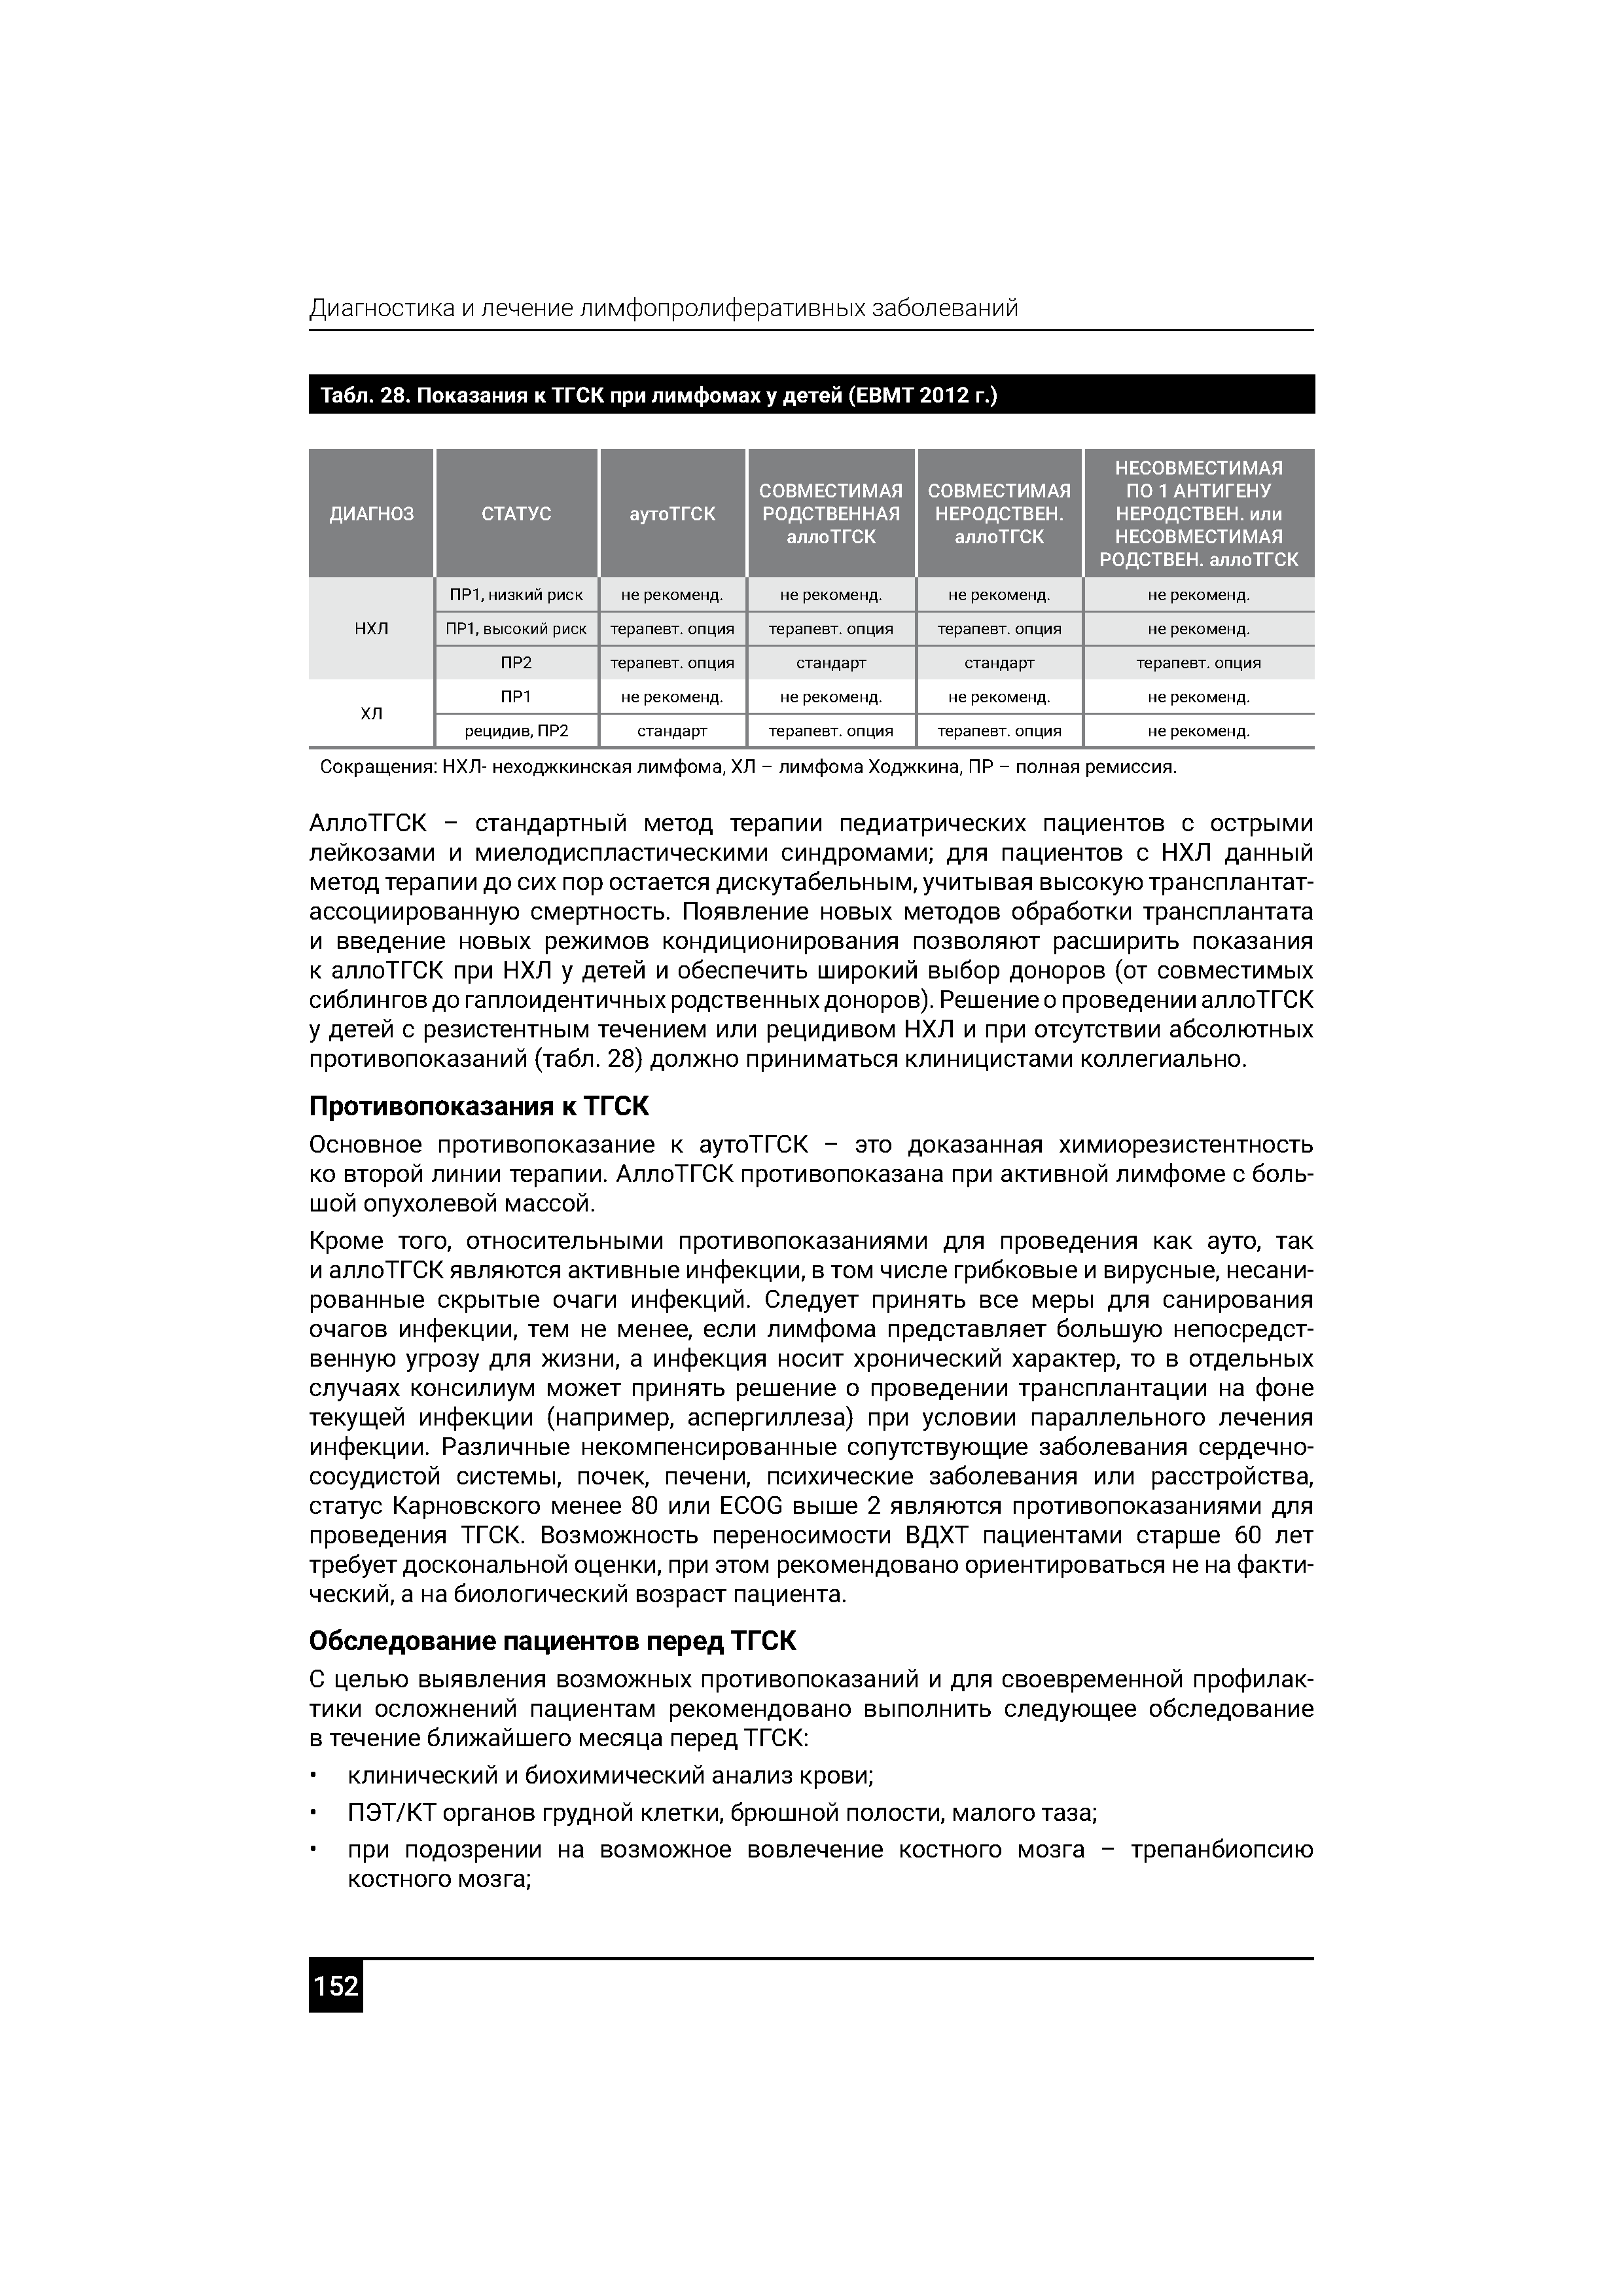 Диагностика и лечение лимфопролиферативных заболеваний
Табл. 28. Показания к ТГСК при лимфомах у детей (ЕВМТ 2012 г.)
ДИАГНОЗ СТАТУС аутоТГСК СОВМЕСТИМАЯ РОДСТВЕННАЯ аллоТГСК СОВМЕСТИМАЯ НЕРОДСТВЕН. аллоТГСК НЕСОВМЕСТИМАЯ ПО 1 АНТИГЕНУ НЕРОДСТВЕН. или НЕСОВМЕСТИМАЯ РОДСТВЕН. аллоТГСК
НХЛ ПР1, низкий риск не рекоменд. не рекоменд. не рекоменд. не рекоменд.
ПР1, высокий риск терапевт. опция терапевт. опция терапевт. опция не рекоменд.
ПР2 терапевт. опция стандарт стандарт терапевт. опция
ХЛ ПР1 не рекоменд. не рекоменд. не рекоменд. не рекоменд.
рецидив, ПР2 стандарт терапевт. опция терапевт. опция не рекоменд.
Сокращения: НХЛ- неходжкинская лимфома, ХЛ – лимфома Ходжкина, ПР – полная ремиссия.
АллоТГСК – стандартный метод терапии педиатрических пациентов с острыми
лейкозами и миелодиспластическими синдромами; для пациентов с НХЛ данный
метод терапии до сих пор остается дискутабельным, учитывая высокую трансплантат-
ассоциированную смертность. Появление новых методов обработки трансплантата
и введение новых режимов кондиционирования позволяют расширить показания
к аллоТГСК при НХЛ у детей и обеспечить широкий выбор доноров (от совместимых
сиблингов до гаплоидентичных родственных доноров). Решение о проведении аллоТГСК
у детей с резистентным течением или рецидивом НХЛ и при отсутствии абсолютных
противопоказаний (табл. 28) должно приниматься клиницистами коллегиально.
Противопоказания к ТГСК
Основное противопоказание к аутоТГСК – это доказанная химиорезистентность
ко второй линии терапии. АллоТГСК противопоказана при активной лимфоме с боль-
шой опухолевой массой.
Кроме того, относительными противопоказаниями для проведения как ауто, так
и аллоТГСК являются активные инфекции, в том числе грибковые и вирусные, несани-
рованные скрытые очаги инфекций. Следует принять все меры для санирования
очагов инфекции, тем не менее, если лимфома представляет большую непосредст-
венную угрозу для жизни, а инфекция носит хронический характер, то в отдельных
случаях консилиум может принять решение о проведении трансплантации на фоне
текущей инфекции (например, аспергиллеза) при условии параллельного лечения
инфекции. Различные некомпенсированные сопутствующие заболевания сердечно-
сосудистой системы, почек, печени, психические заболевания или расстройства,
статус Карновского менее 80 или ECOG выше 2 являются противопоказаниями для
проведения ТГСК. Возможность переносимости ВДХТ пациентами старше 60 лет
требует доскональной оценки, при этом рекомендовано ориентироваться не на факти-
ческий, а на биологический возраст пациента.
Обследование пациентов перед ТГСК
С целью выявления возможных противопоказаний и для своевременной профилак-
тики осложнений пациентам рекомендовано выполнить следующее обследование
в течение ближайшего месяца перед ТГСК:
• клинический и биохимический анализ крови;
• ПЭТ/КТ органов грудной клетки, брюшной полости, малого таза;
• при подозрении на возможное вовлечение костного мозга – трепанбиопсию
костного мозга;
152